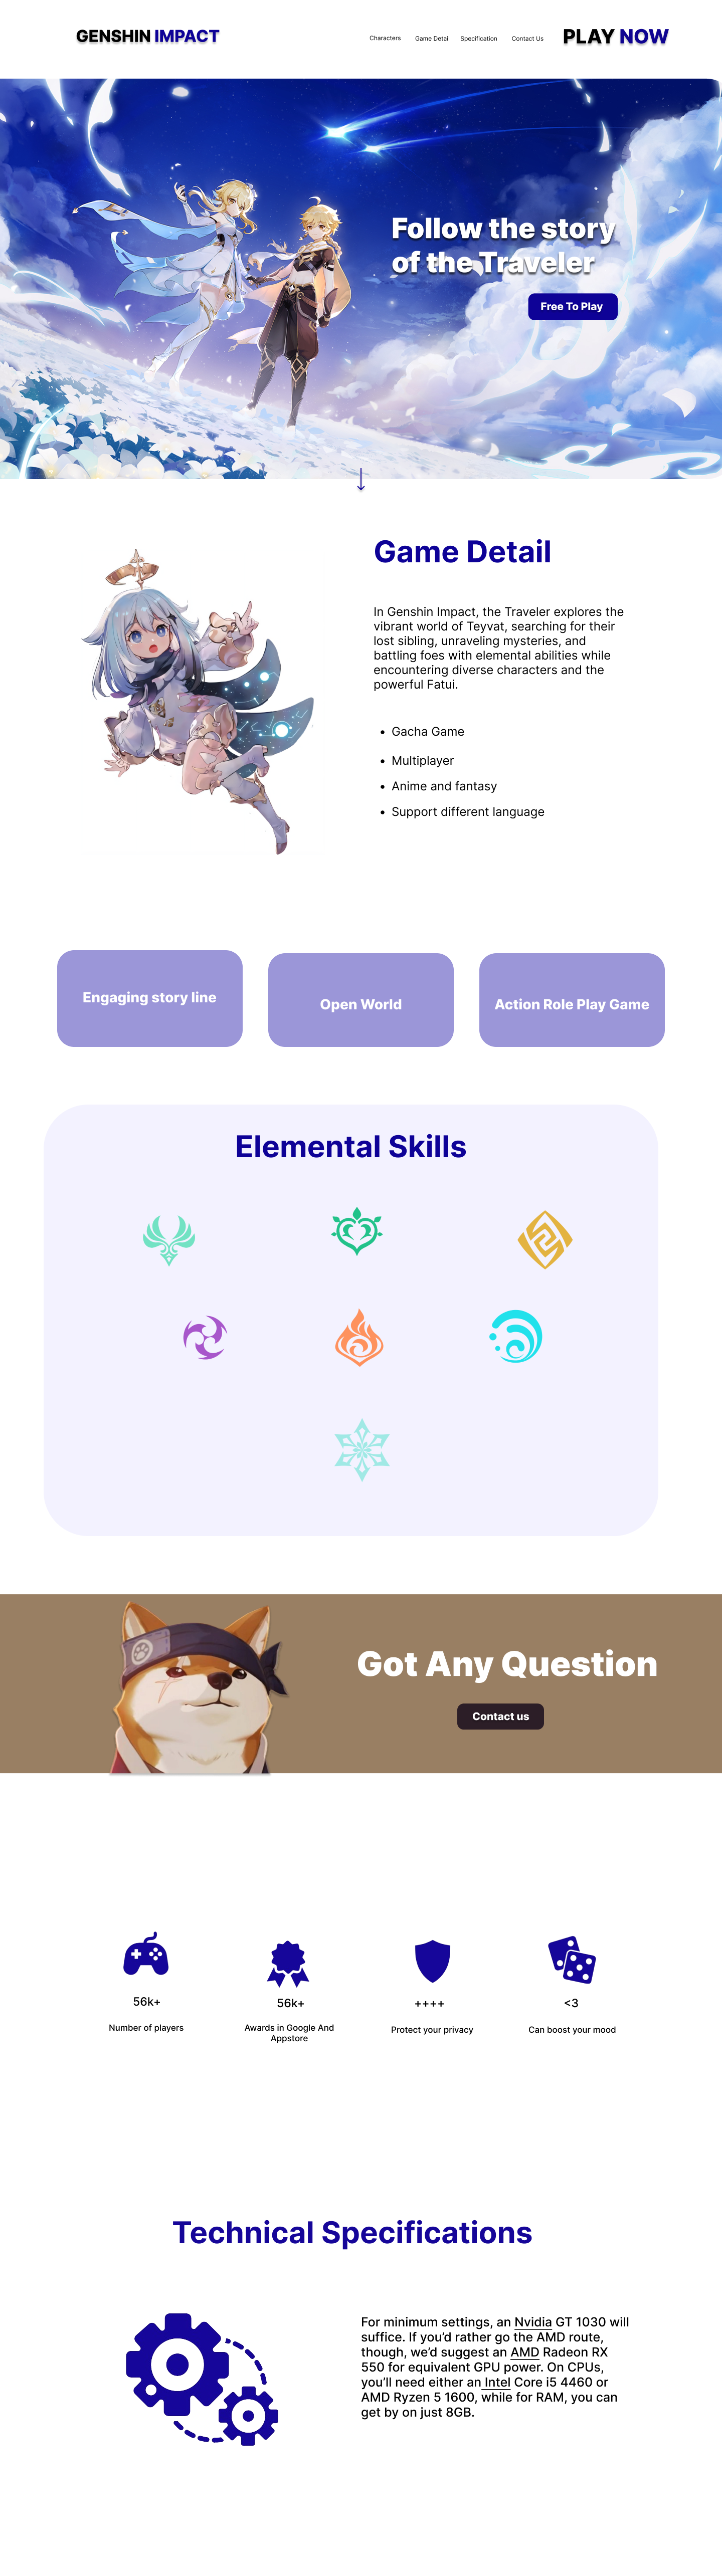 GENSHIN IMPACT
Characters
Game Detail
Specification
Contact Us
PLAY NOW
Follow the story
of the Traveler
Free To Play
Game Detail
In Genshin Impact, the Traveler explores the
vibrant world of Teyvat, searching for their
lost sibling, unraveling mysteries, and
battling foes with elemental abilities while
encountering diverse characters and the
powerful Fatui.
Gacha Game
Multiplayer
Anime and fantasy
Support different language
Engaging story line
Open World
Action Role Play Game
Elemental Skills
Got Any Question
Contact us
56k+
Number of players
56k+
Awards in Google And
Appstore
++++
Protect your privacy
<3
Can boost your mood
Technical Specifications
For minimum settings, an Nvidia GT 1030 will
suffice. If you’d rather go the AMD route,
though, we’d suggest an AMD Radeon RX
550 for equivalent GPU power. On CPUs,
you’ll need either an Intel Core i5 4460 or
AMD Ryzen 5 1600, while for RAM, you can
get by on just 8GB.